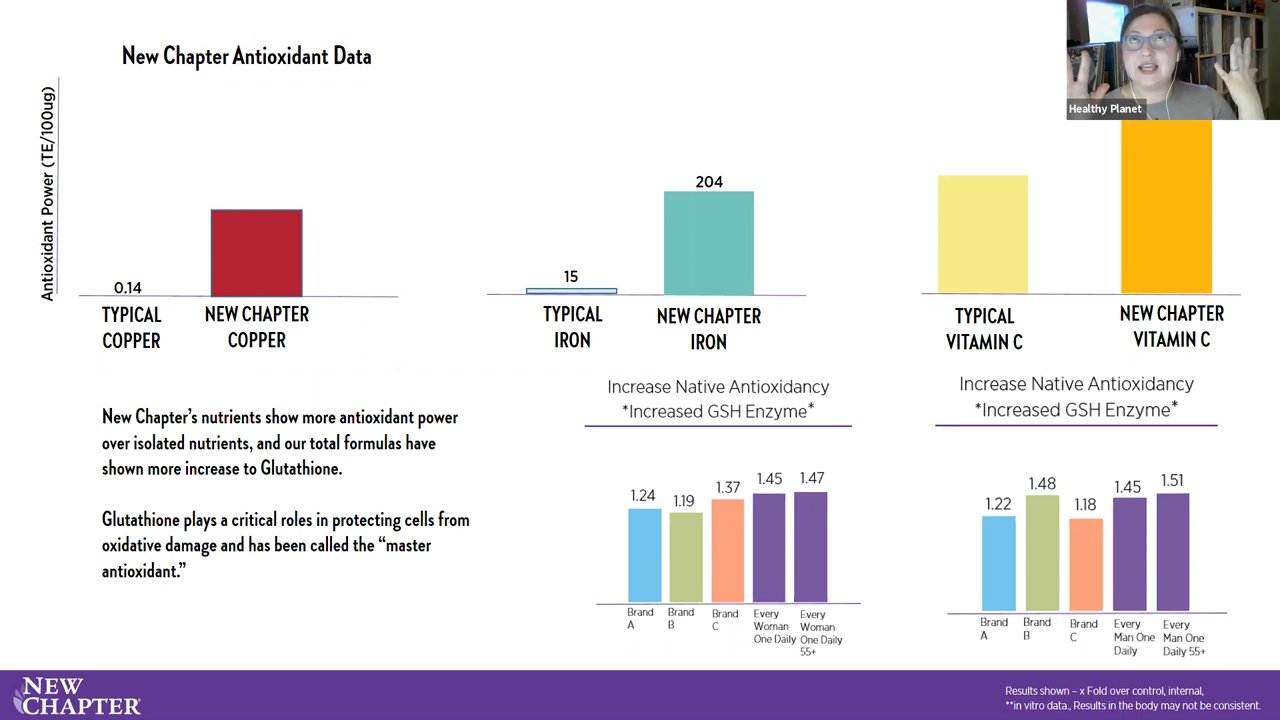 New Chapter Antioxidant Data
Healthy Planet
Antioxidant Power (TE/100ug)
0.14
TYPICAL
COPPER
NEW CHAPTER
COPPER
15
204
TYPICAL
IRON
NEW CHAPTER
IRON
TYPICAL
VITAMIN C
NEW CHAPTER
VITAMIN C
New Chapter's nutrients show more antioxidant power
over isolated nutrients, and our total formulas have
shown more increase to Glutathione.
Glutathione plays a critical roles in protecting cells from
oxidative damage and has been called the “master
antioxidant.”
Increase Native Antioxidancy
*Increased GSH Enzyme*
1.24
1.19
1.37
1.45
1.47
Brand
A
Brand
B
Brand
C
Every
Woman
One Daily
Every
Woman
One Daily
55+
Increase Native Antioxidancy
*Increased GSH Enzyme*
1.22
1.48
1.18
1.45
1.51
Brand
A
Brand
B
Brand
C
Every
Man One
Daily
Every
Man One
Daily 55+
NEW
CHAPTER
Results shown – x Fold over control, internal,
**in vitro data., Results in the body may not be consistent.